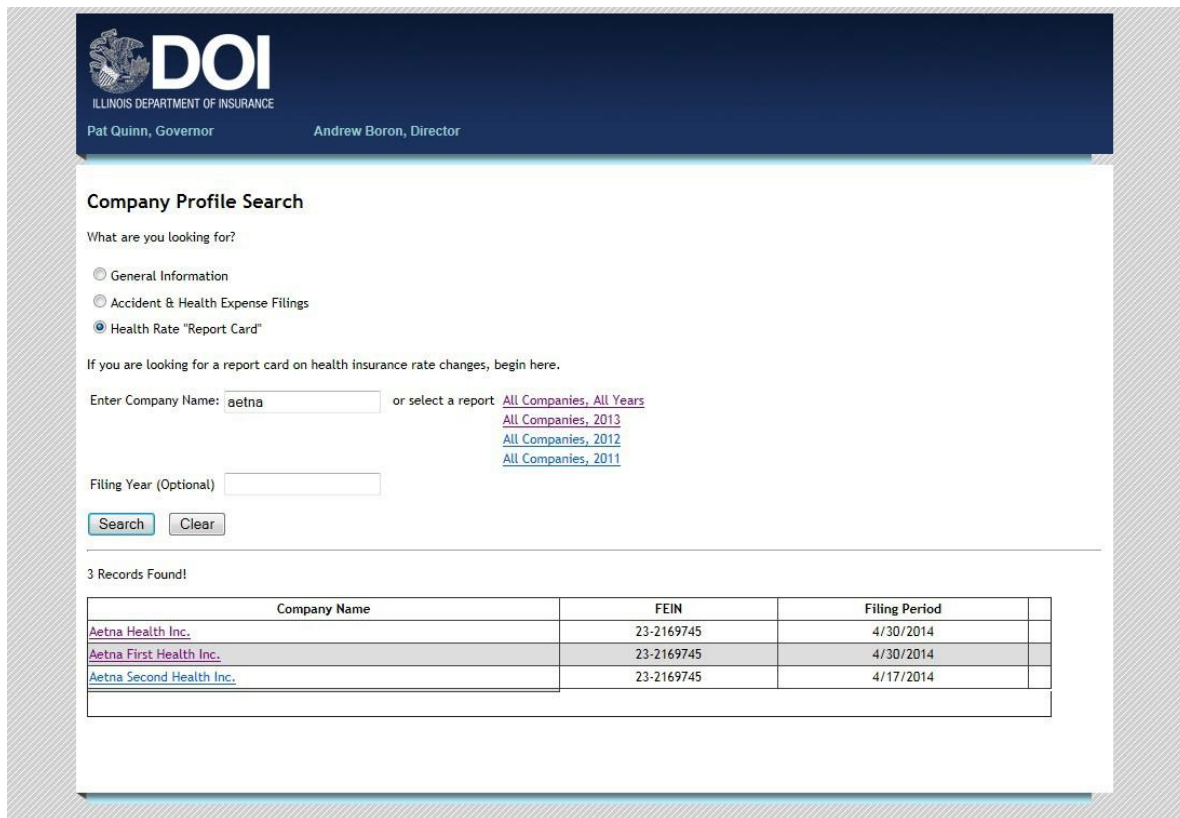 DOI
ILLINOIS DEPARTMENT OF INSURANCE
Pat Quinn, Governor Andrew Boron, Director
Company Profile Search
What are you looking for?
General Information
Accident & Health Expense Filings
Health Rate "Report Card"
If you are looking for a report card on health insurance rate changes, begin here.
Enter Company Name: aetna or select a report All Companies, All Years
All Companies, 2013
All Companies, 2012
All Companies, 2011
Filing Year (Optional)
Search Clear
3 Records Found!
Company Name FEIN Filing Period
Aetna Health Inc. 23-2169745 4/30/2014
Aetna First Health Inc. 23-2169745 4/30/2014
Aetna Second Health Inc. 23-2169745 4/17/2014